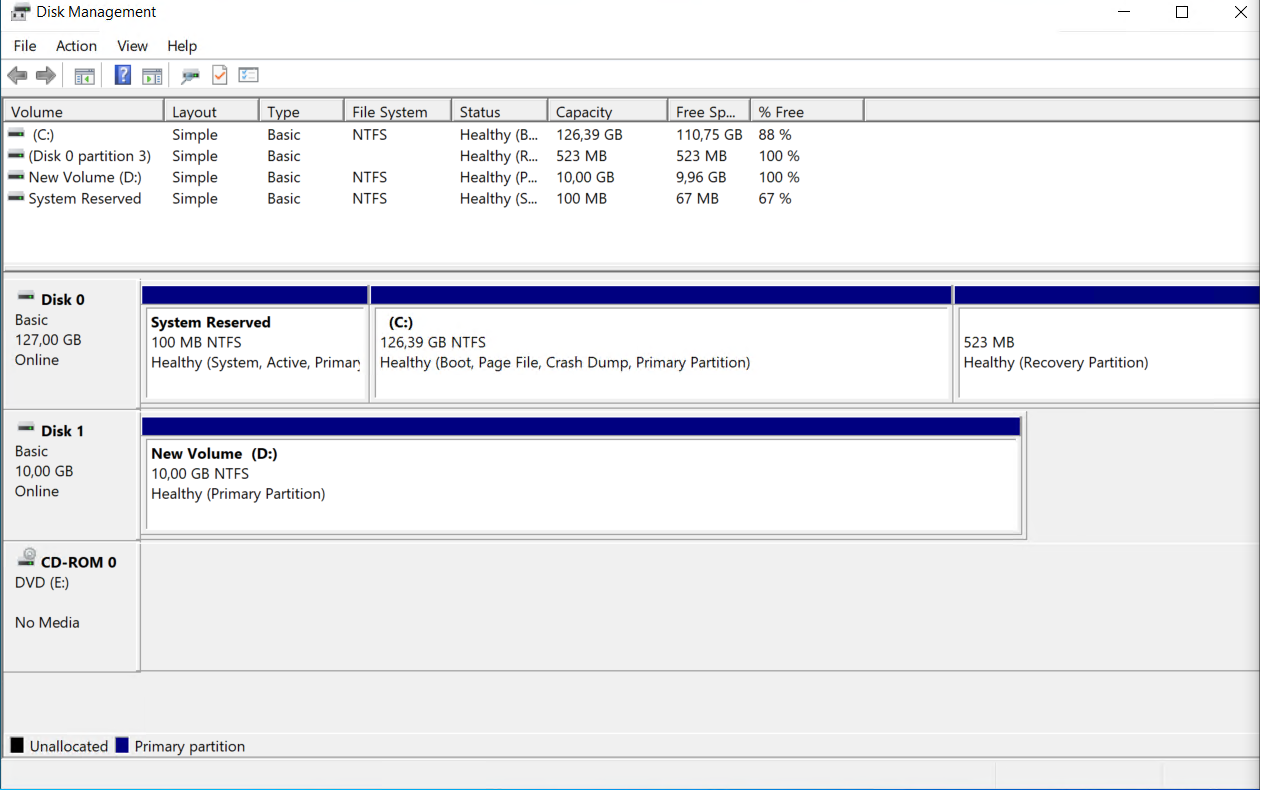 Disk Management
File Action View Help
Volume Layout Type File System Status Capacity Free Sp... % Free
(C:) Simple Basic NTFS Healthy (B... 126,39 GB 110,75 GB 88 %
(Disk 0 partition 3) Simple Basic Healthy (R... 523 MB 523 MB 100 %
New Volume (D:) Simple Basic NTFS Healthy (P... 10,00 GB 9,96 GB 100 %
System Reserved Simple Basic NTFS Healthy (S... 100 MB 67 MB 67 %
Disk 0
Basic
127,00 GB
Online
System Reserved
100 MB NTFS
Healthy (System, Active, Primar
(C:)
126,39 GB NTFS
Healthy (Boot, Page File, Crash Dump, Primary Partition)
523 MB
Healthy (Recovery Partition)
Disk 1
Basic
10,00 GB
Online
New Volume (D:)
10,00 GB NTFS
Healthy (Primary Partition)
CD-ROM 0
DVD (E:)
No Media
Unallocated Primary partition